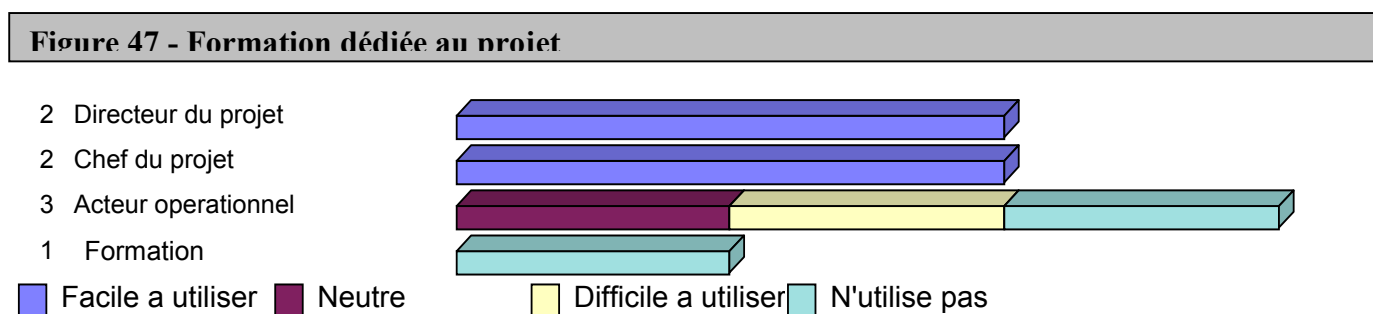 Figure 47 - Formation dédiée au projet
2 Directeur du projet
2 Chef du projet
3 Acteur operationnel
1 Formation
Facile a utiliser Neutre Difficile a utiliser N'utilise pas